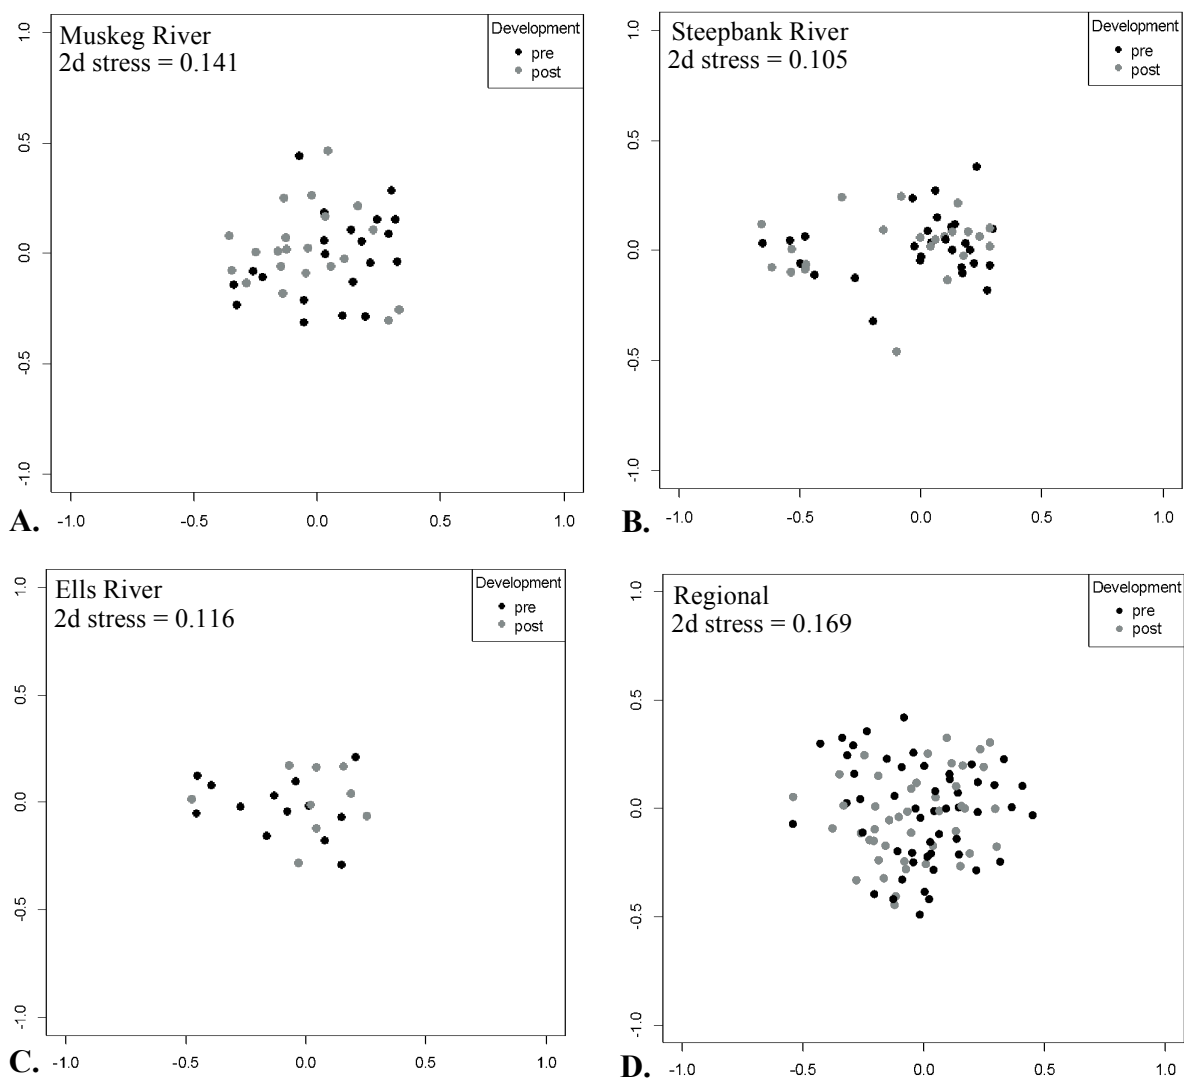 Muskeg River
2d stress = 0.141
Development
pre
post
1.0
0.5
0.0
-0.5
-1.0
-1.0 -0.5 0.0 0.5 1.0
A.
Steepbank River
2d stress = 0.105
Development
pre
post
1.0
0.5
0.0
-0.5
-1.0
-1.0 -0.5 0.0 0.5 1.0
B.
Ells River
2d stress = 0.116
Development
pre
post
1.0
0.5
0.0
-0.5
-1.0
-1.0 -0.5 0.0 0.5 1.0
C.
Regional
2d stress = 0.169
Development
pre
post
1.0
0.5
0.0
-0.5
-1.0
-1.0 -0.5 0.0 0.5 1.0
D.